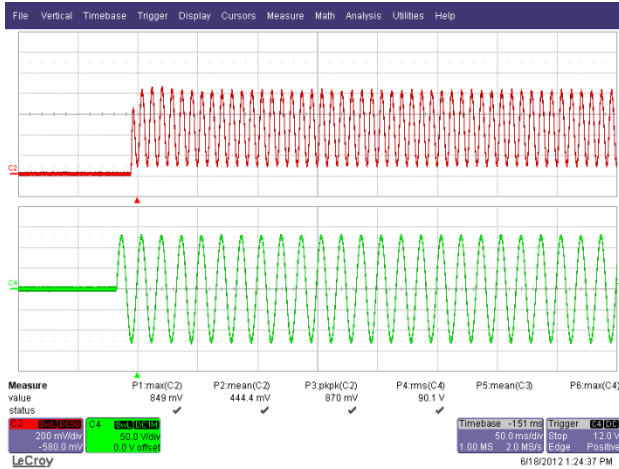 File Vertical Timebase Trigger Display Cursors Measure Math Analysis Utilities Help
C2
C4
Measure P1:max(C2) P2:mean(C2) P3:pkpk(C2) P4:rms(C4) P5:mean(C3) P6:max(C4)
value 849 mV 444.4 mV 870 mV 90.1 V
status
C2 BwL DC50 C4 BwL DC1M Timebase -151 ms Trigger C4 DC
200 mV/div 50.0 V/div 50.0 ms/div Stop 12.0 V
-580.0 mV 0.0 V offset 1.00 MS 2.0 MS/s Edge Positive
LeCroy 6/18/2012 1:24:37 PM